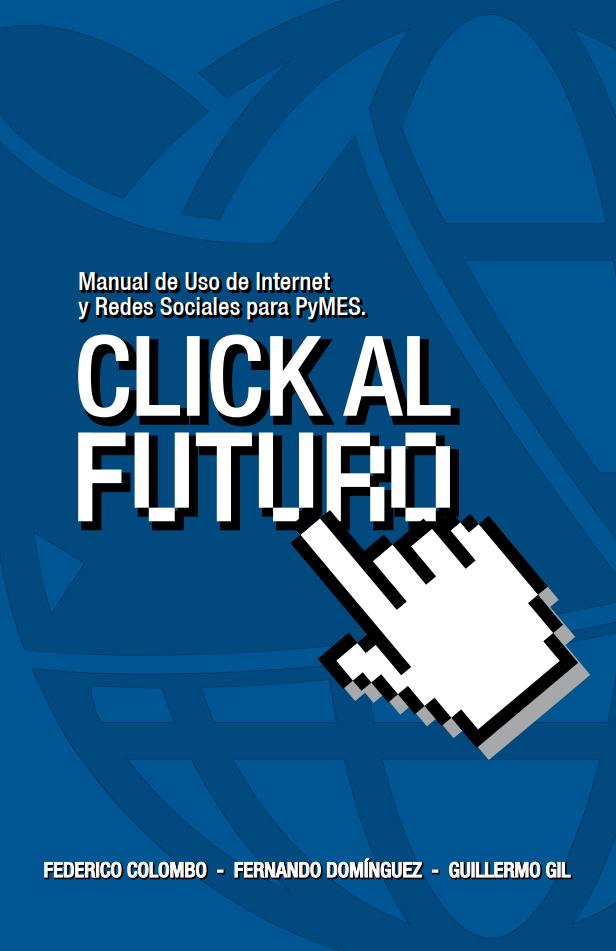 Manual de Uso de Internet
y Redes Sociales para PyMES.
CLICK AL
FUTURO
FEDERICO COLOMBO - FERNANDO DOMÍNGUEZ - GUILLERMO GIL